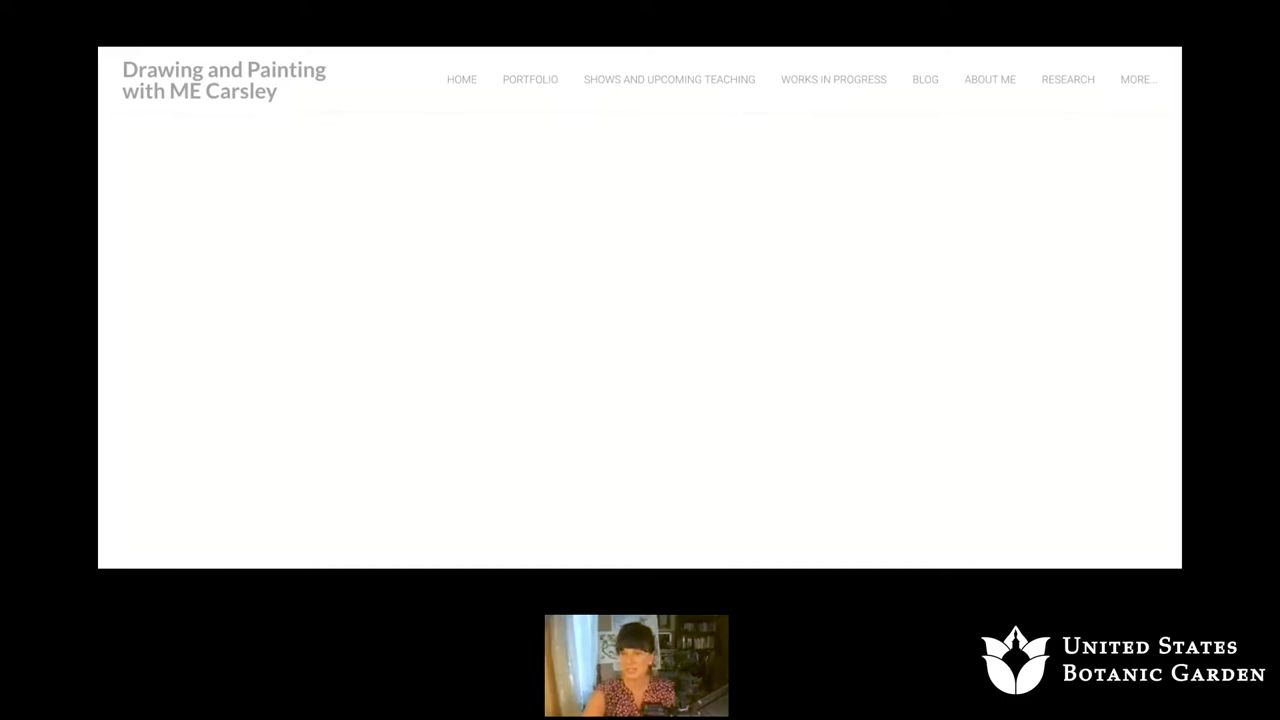 Drawing and Painting
with ME Carsley
HOME PORTFOLIO SHOWS AND UPCOMING TEACHING WORKS IN PROGRESS BLOG ABOUT ME RESEARCH MORE...
UNITED STATES
BOTANIC GARDEN